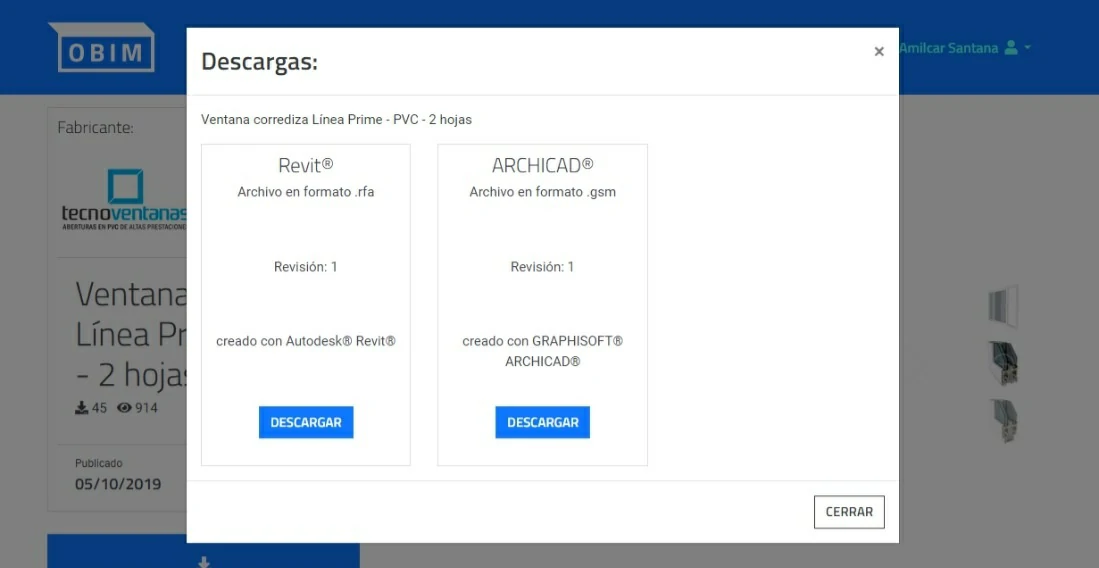 OBIM
Amilcar Santana
Descargas:
×
Ventana corrediza Línea Prime - PVC - 2 hojas
Revit®
Archivo en formato .rfa
Revisión: 1
creado con Autodesk® Revit®
DESCARGAR
ARCHICAD®
Archivo en formato .gsm
Revisión: 1
creado con GRAPHISOFT®
ARCHICAD®
DESCARGAR
CERRAR
Fabricante:
tecnoventanas
ABERTURAS EN PVC DE ALTAS PRESTACIONE
Ventana
Línea Pr
- 2 hojas
45 914
Publicado
05/10/2019